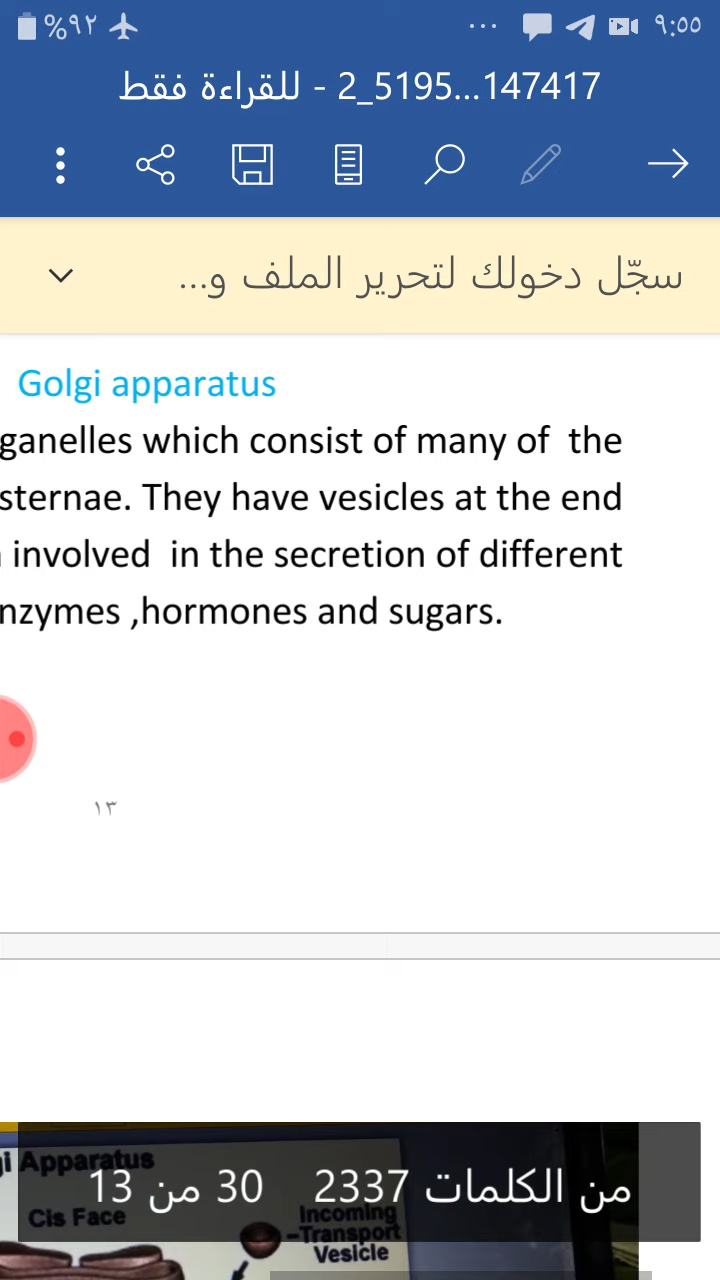 %٩٢ ... ٩:٥٥
2_5195...147417 - للقراءة فقط
سجّل دخولك لتحرير الملف و...
Golgi apparatus
ganelles which consist of many of the
sternae. They have vesicles at the end
involved in the secretion of different
nzymes ,hormones and sugars.
١٣
13 من 30 2337 من الكلمات
i Apparatus
Cis Face
Incoming
Transport
Vesicle